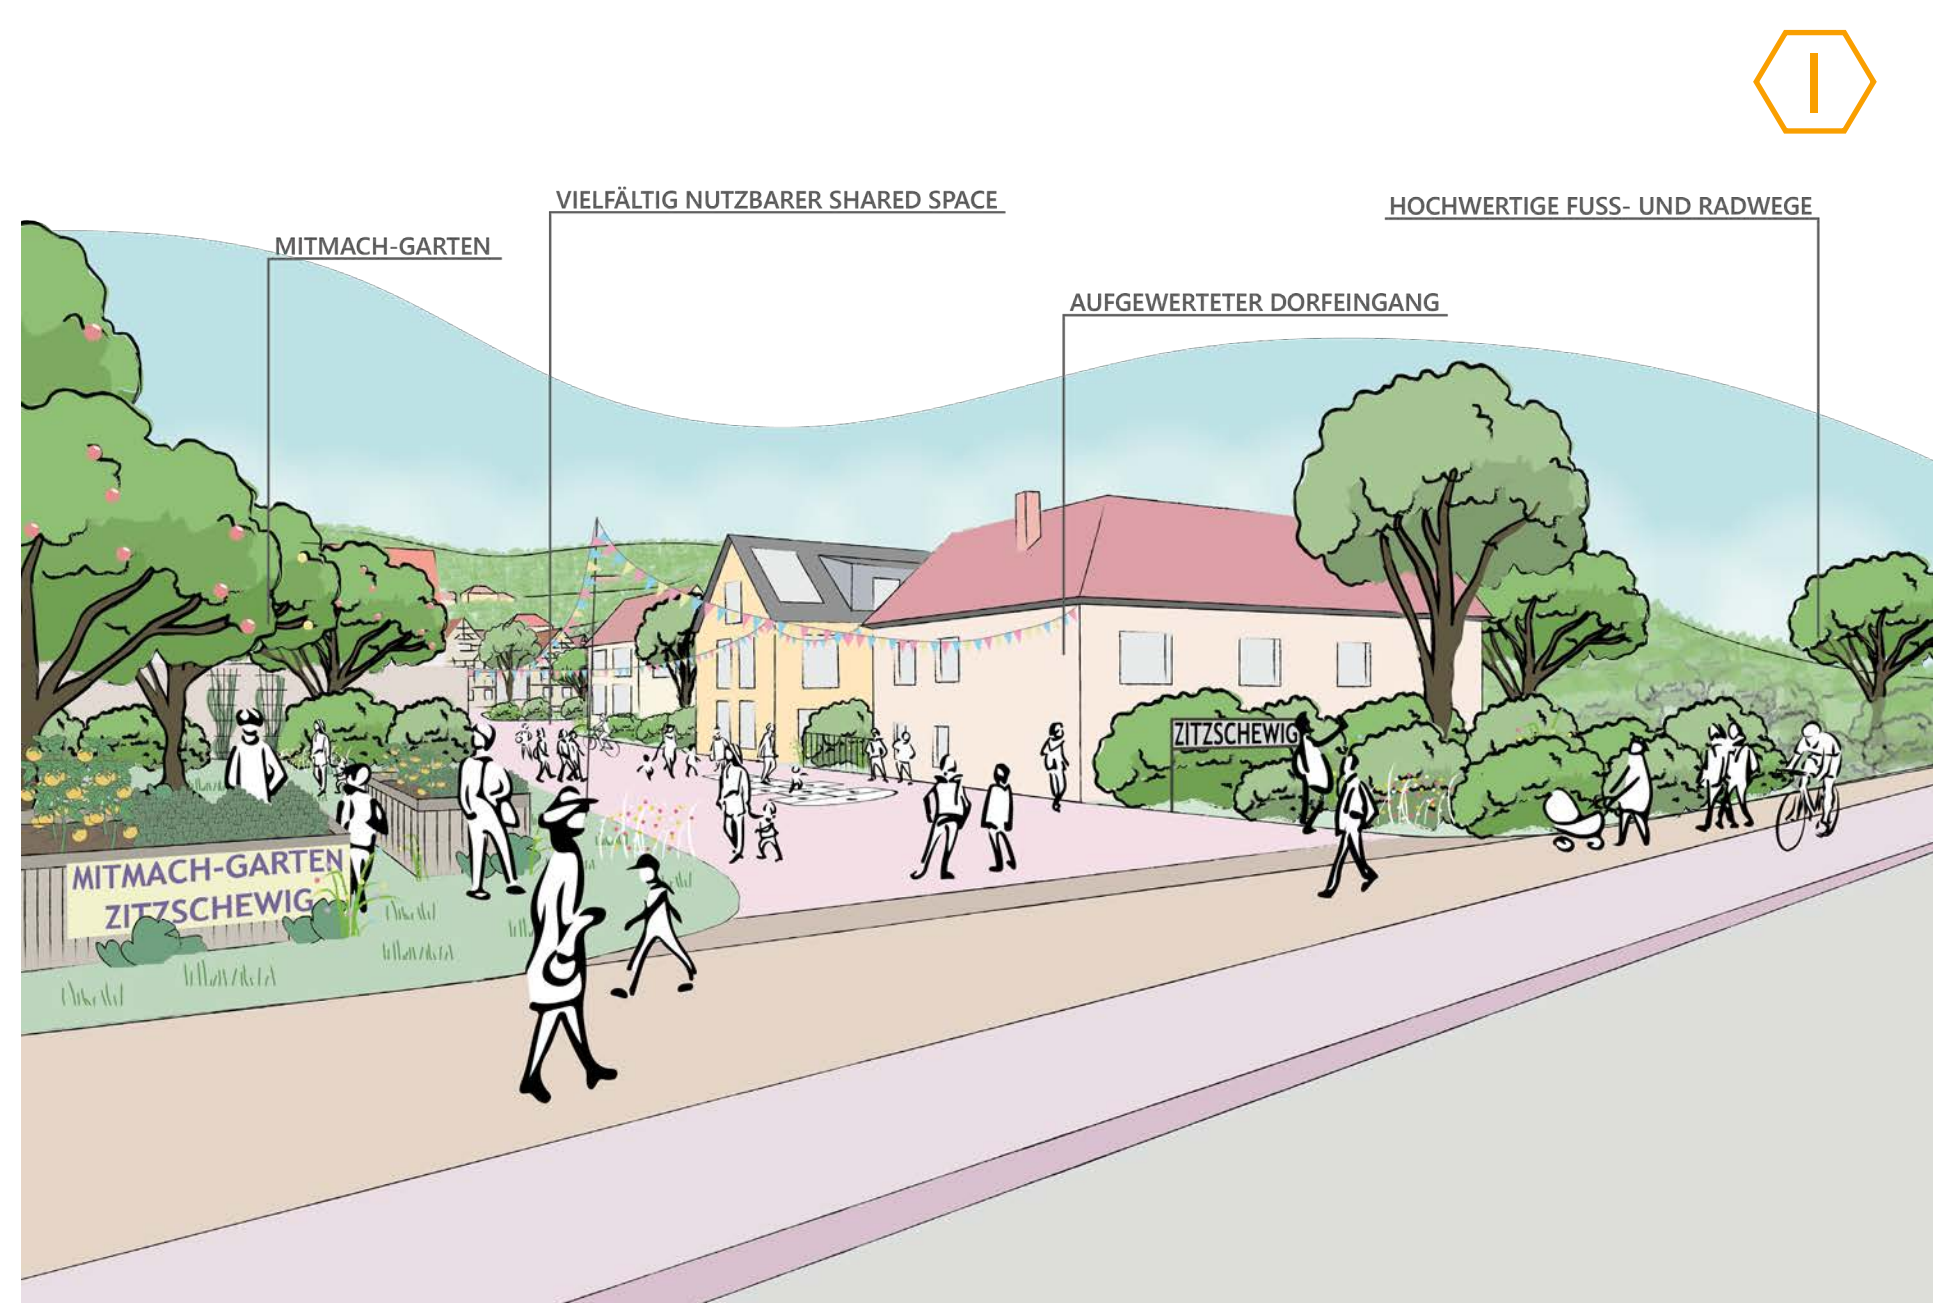 I
VIELFÄLTIG NUTZBARER SHARED SPACE
HOCHWERTIGE FUSS- UND RADWEGE
MITMACH-GARTEN
AUFGEWERTETER DORFEINGANG
ZITZSCHEWIG
MITMACH-GARTEN
ZITZSCHEWIG